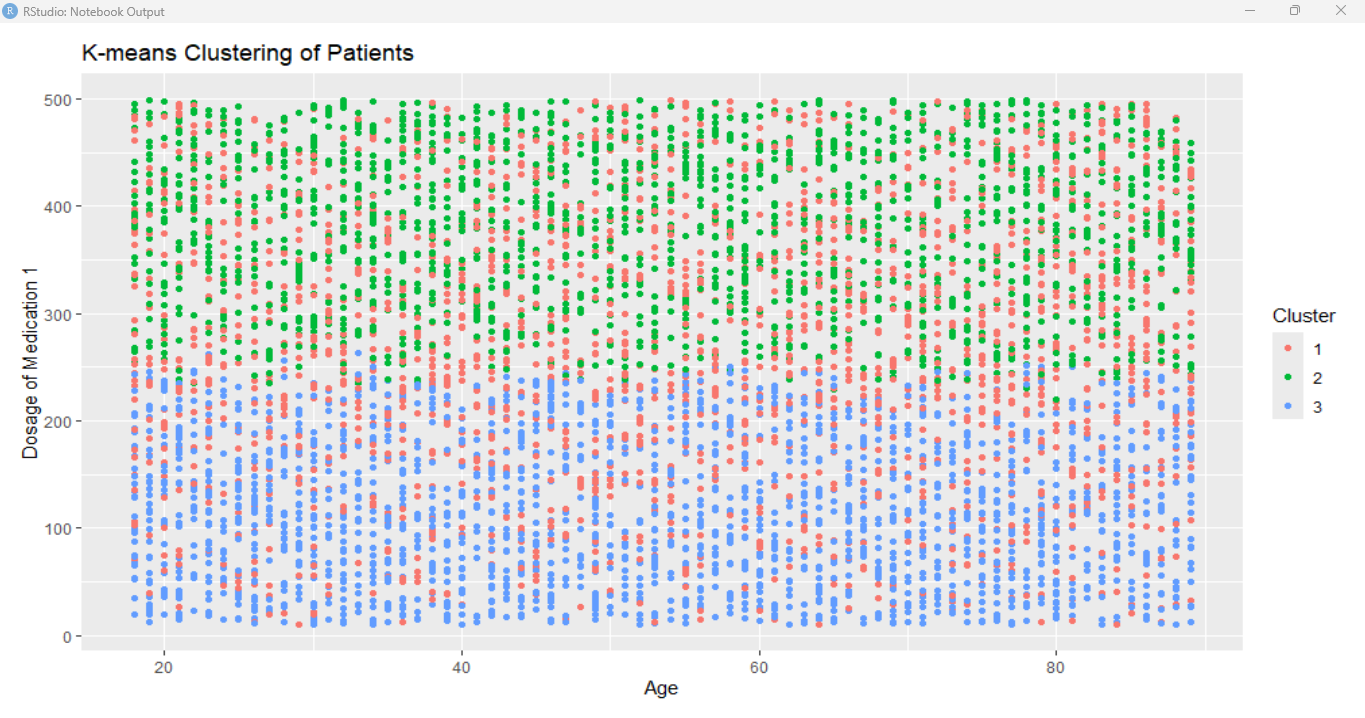 R RStudio: Notebook Output
K-means Clustering of Patients
Dosage of Medication 1
500
400
300
200
100
0
20 40 60 80
Age
Cluster
1
2
3